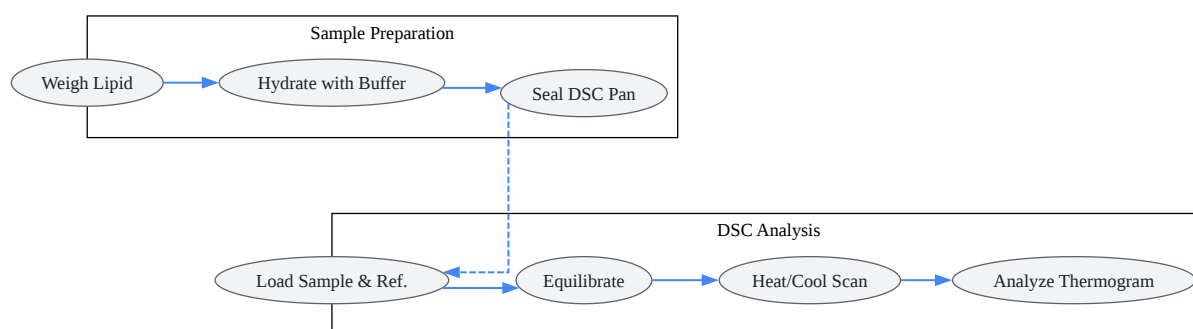 Sample Preparation
Weigh Lipid
Hydrate with Buffer
Seal DSC Pan
DSC Analysis
Load Sample & Ref.
Equilibrate
Heat/Cool Scan
Analyze Thermogram